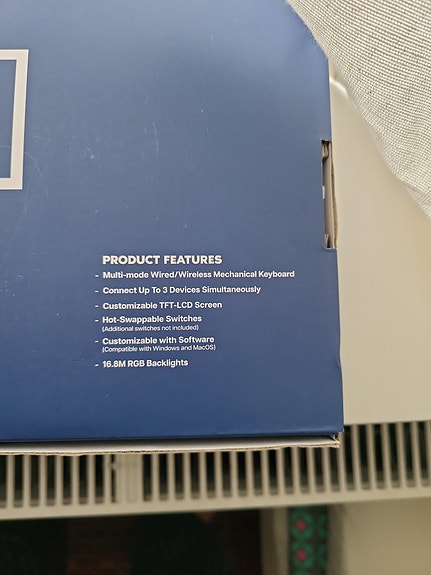 PRODUCT FEATURES
- Multi-mode Wired/Wireless Mechanical Keyboard
- Connect Up To 3 Devices Simultaneously
- Customizable TFT-LCD Screen
- Hot-Swappable Switches
(Additional switches not included)
- Customizable with Software
(Compatible with Windows and MacOS)
- 16.8M RGB Backlights